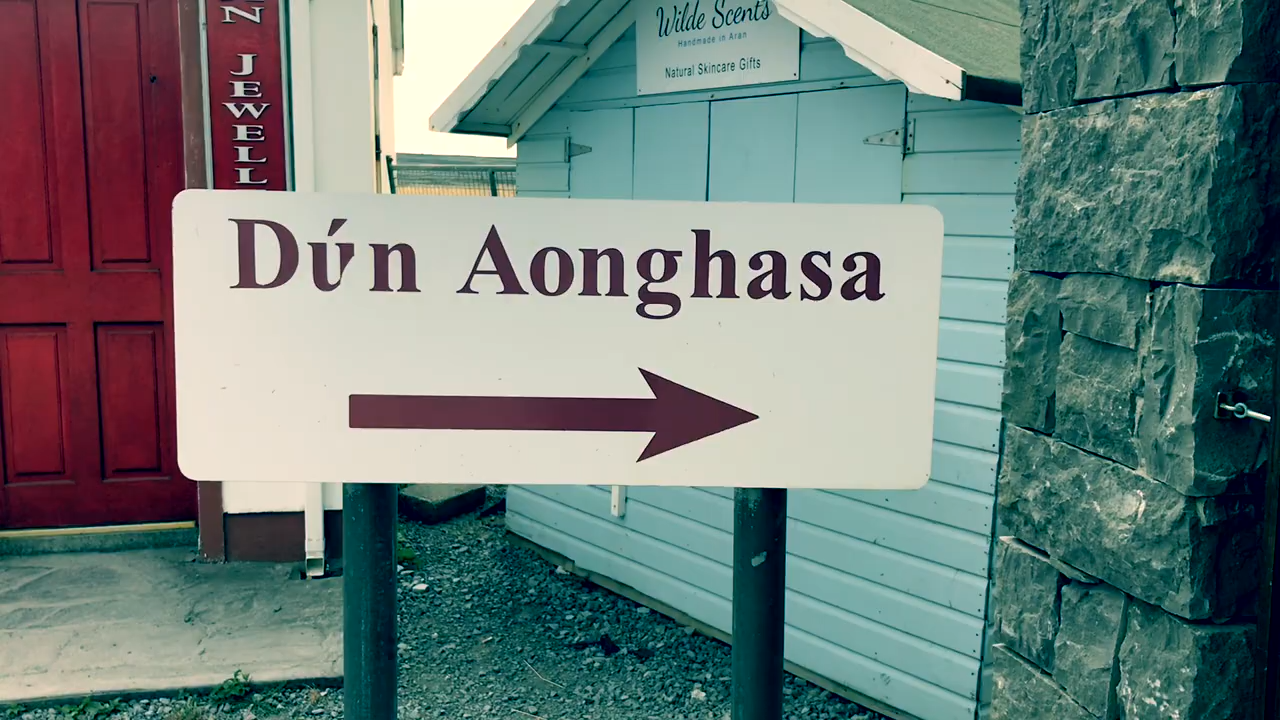 N JEWELL
Wilde Scents
Handmade in Aran
Natural Skincare Gifts
Dún Aonghasa